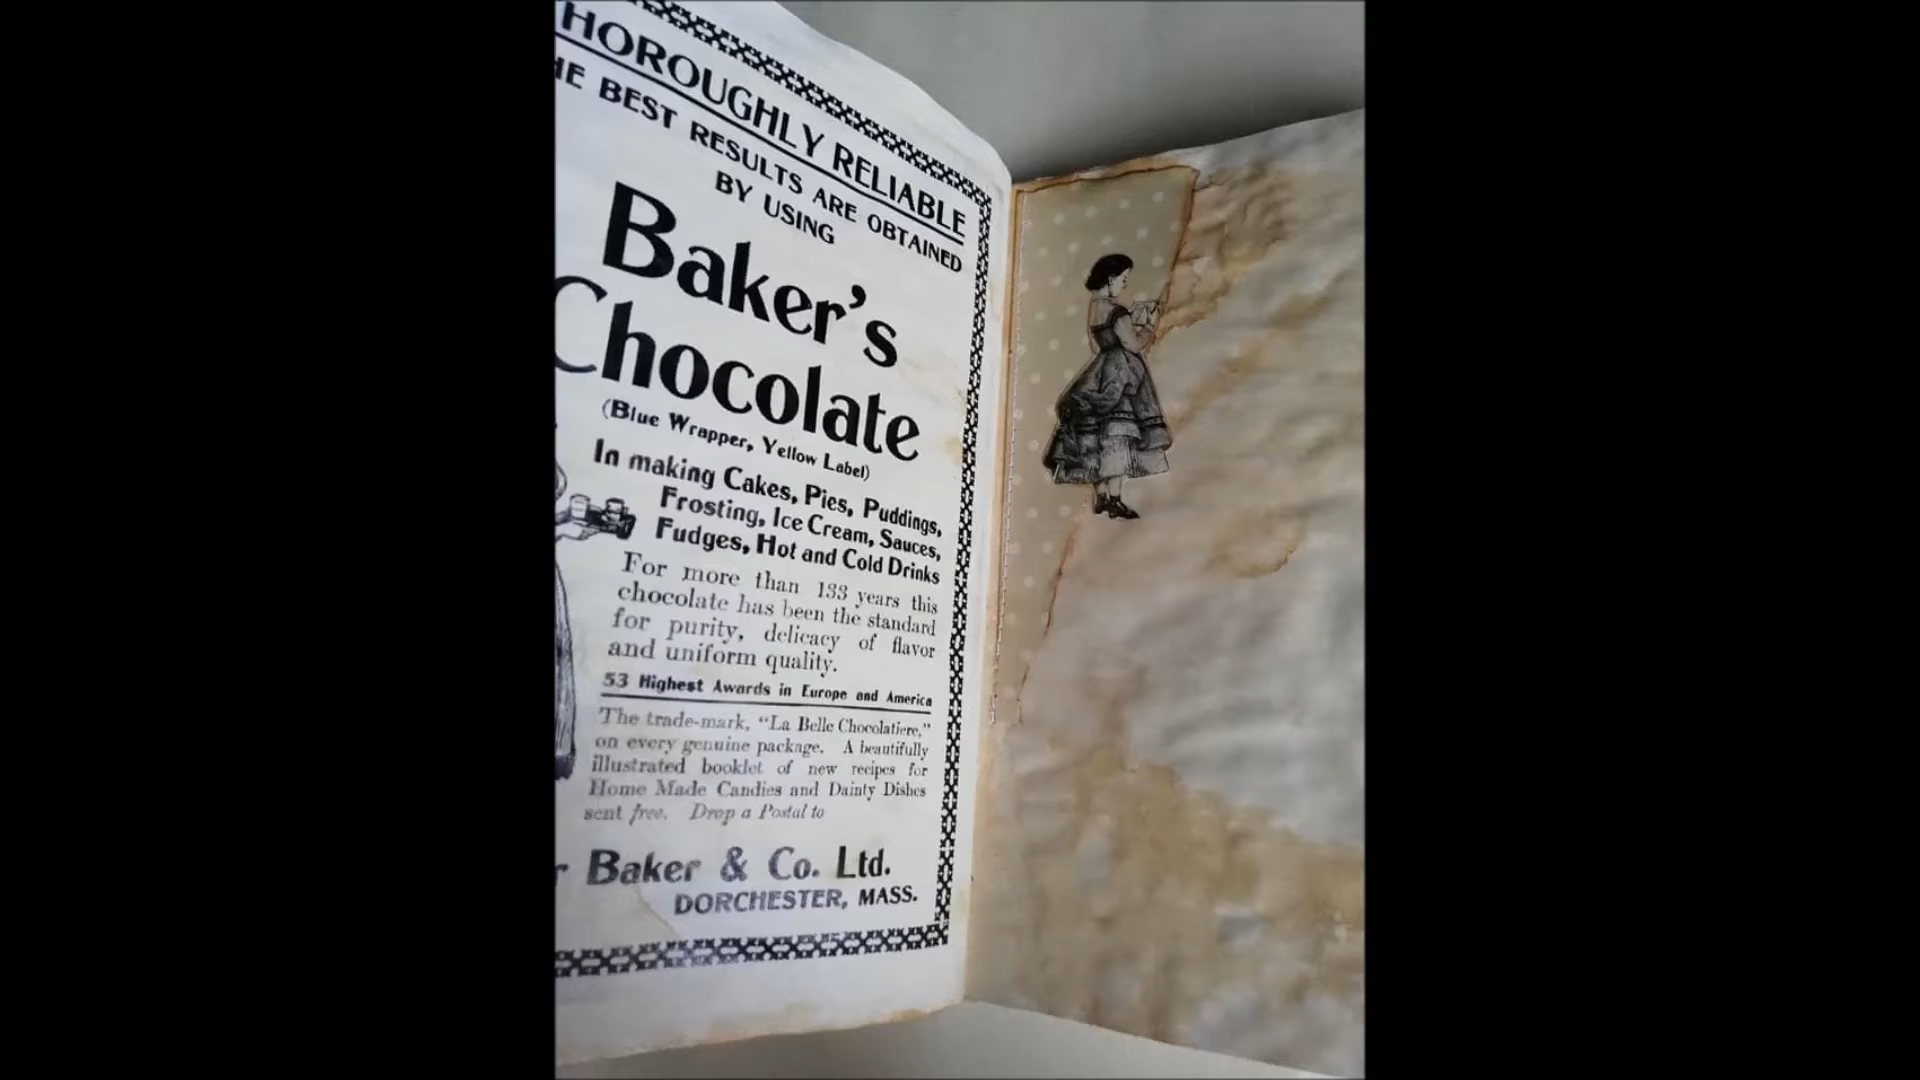 HOROUGHLY RELIABLE
HE BEST RESULTS ARE OBTAINED
BY USING
Baker's
Chocolate
(Blue Wrapper, Yellow Label)
In making Cakes, Pies, Puddings,
Frosting, Ice Cream, Sauces,
Fudges, Hot and Cold Drinks
For more than 133 years this
chocolate has been the standard
for purity, delicacy of flavor
and uniform quality.
53 Highest Awards in Europe and America
The trade-mark, “La Belle Chocolatiere,”
on every genuine package. A beautifully
illustrated booklet of new recipes for
Home Made Candies and Dainty Dishes
sent free. Drop a Postal to
r Baker & Co. Ltd.
DORCHESTER, MASS.